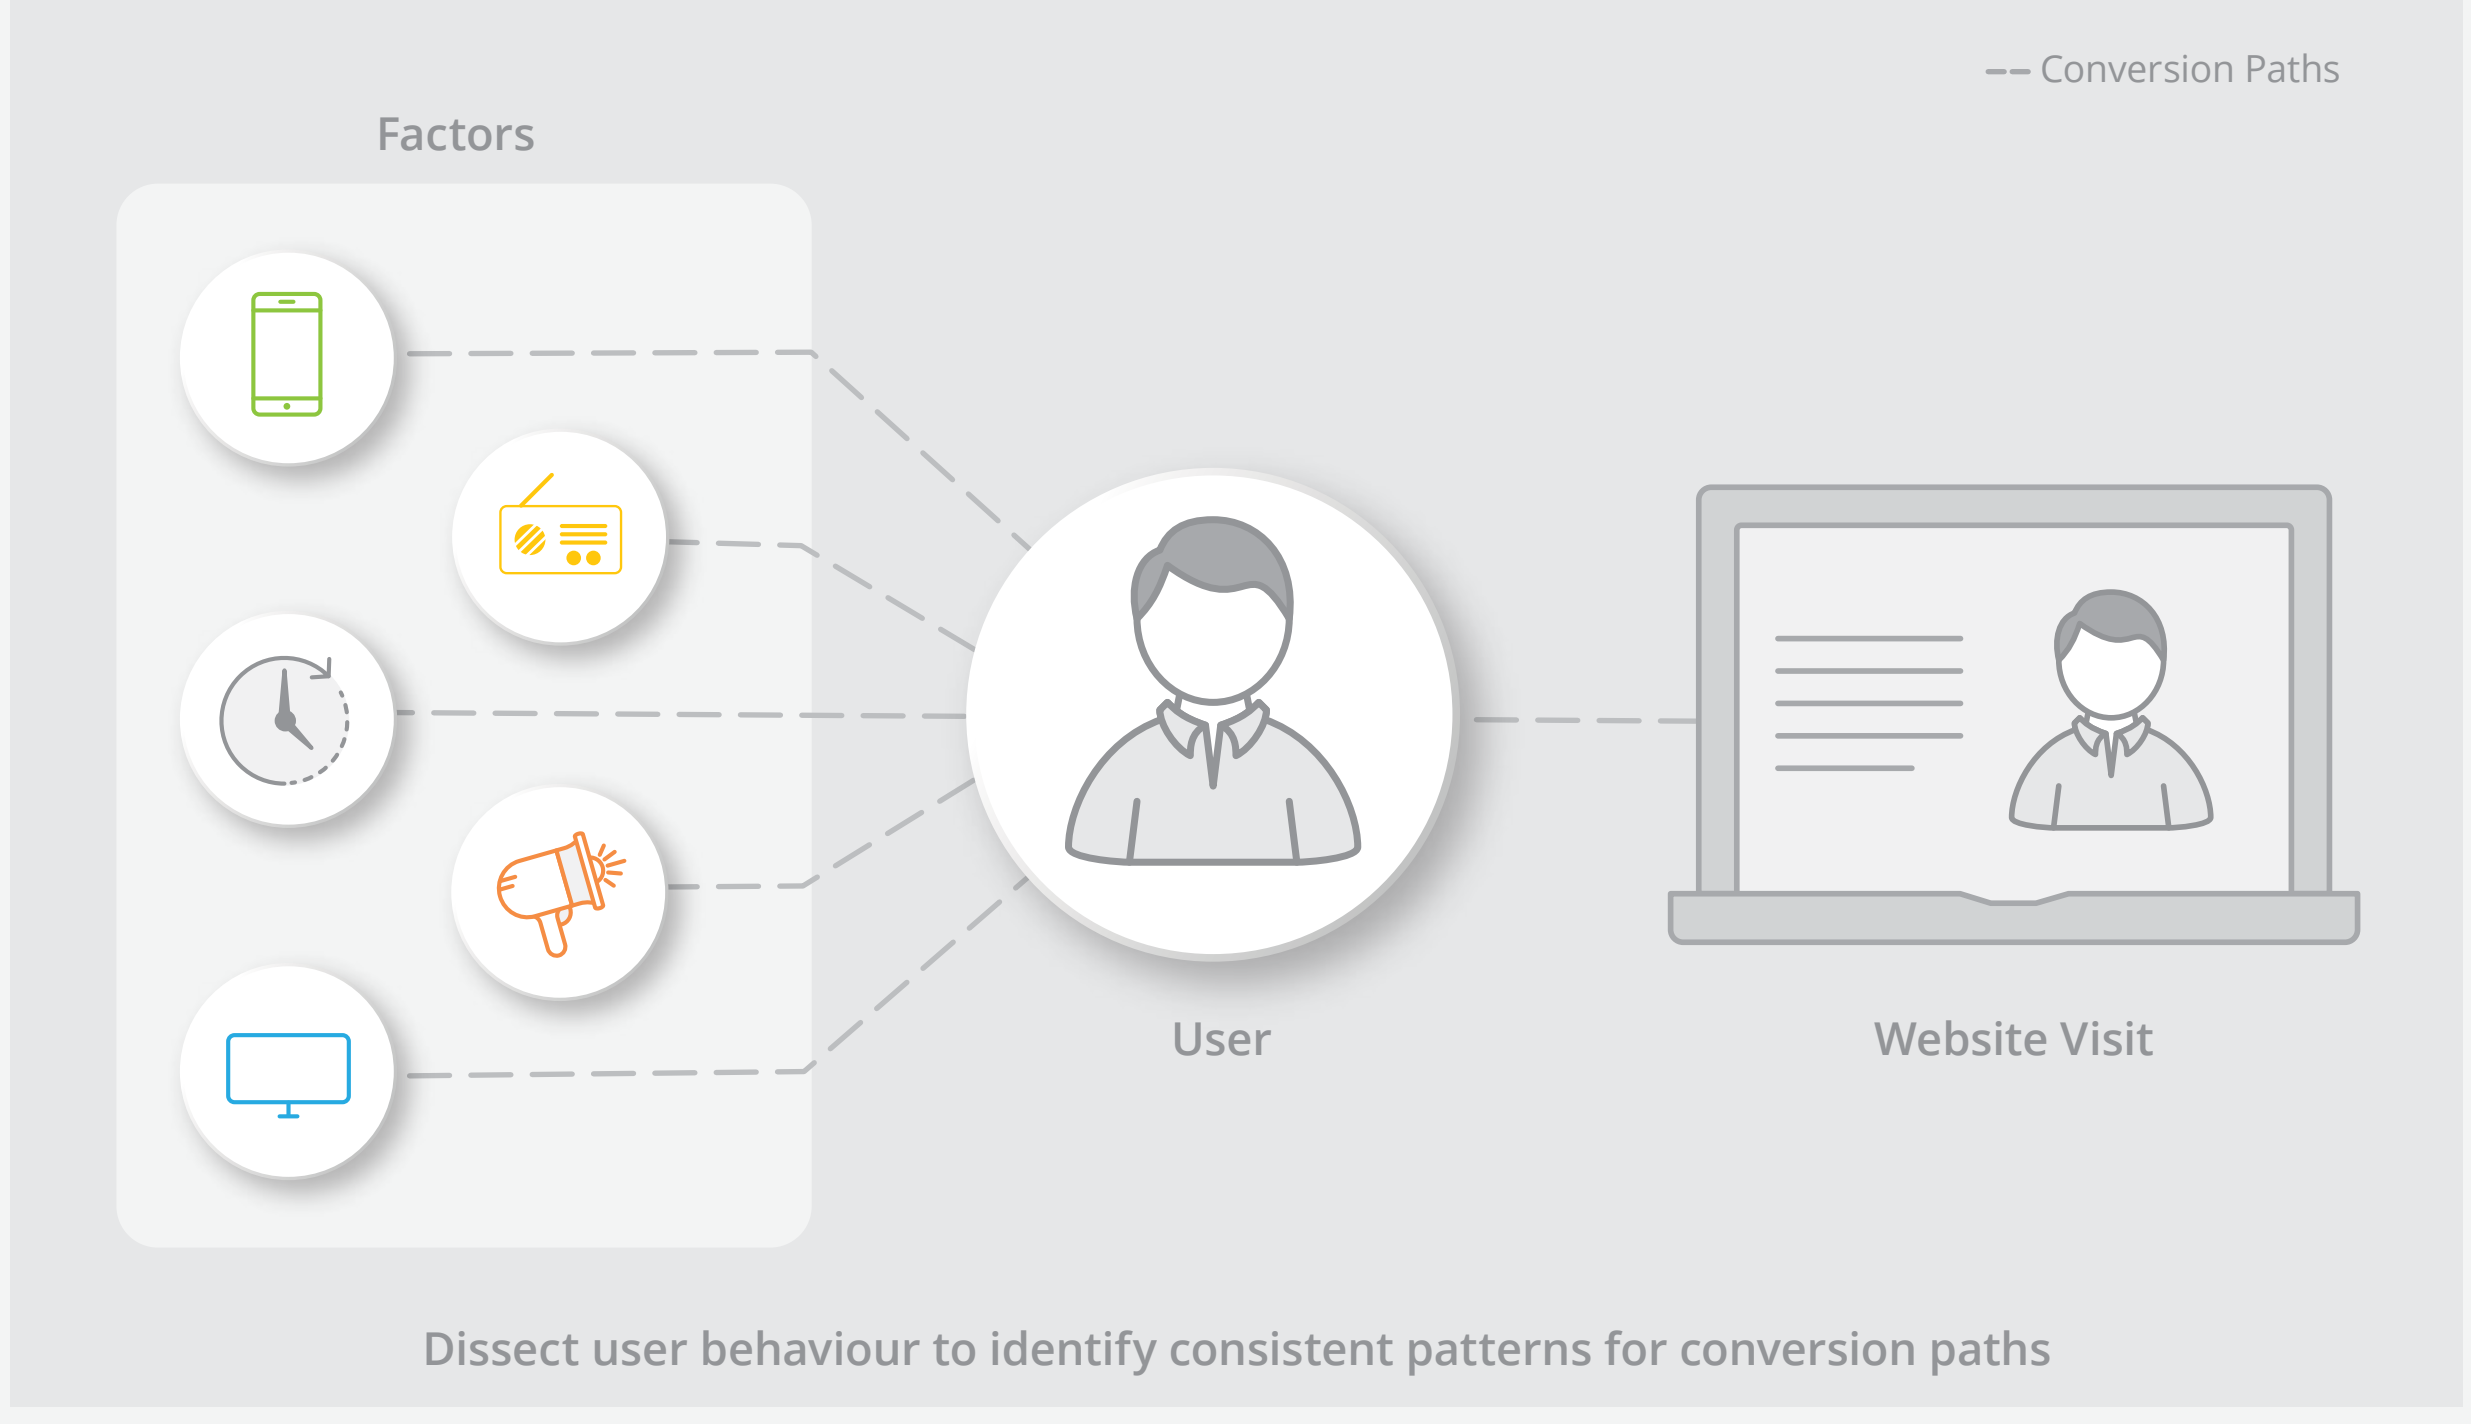 Conversion Paths
Factors
User
Website Visit
Dissect user behaviour to identify consistent patterns for conversion paths